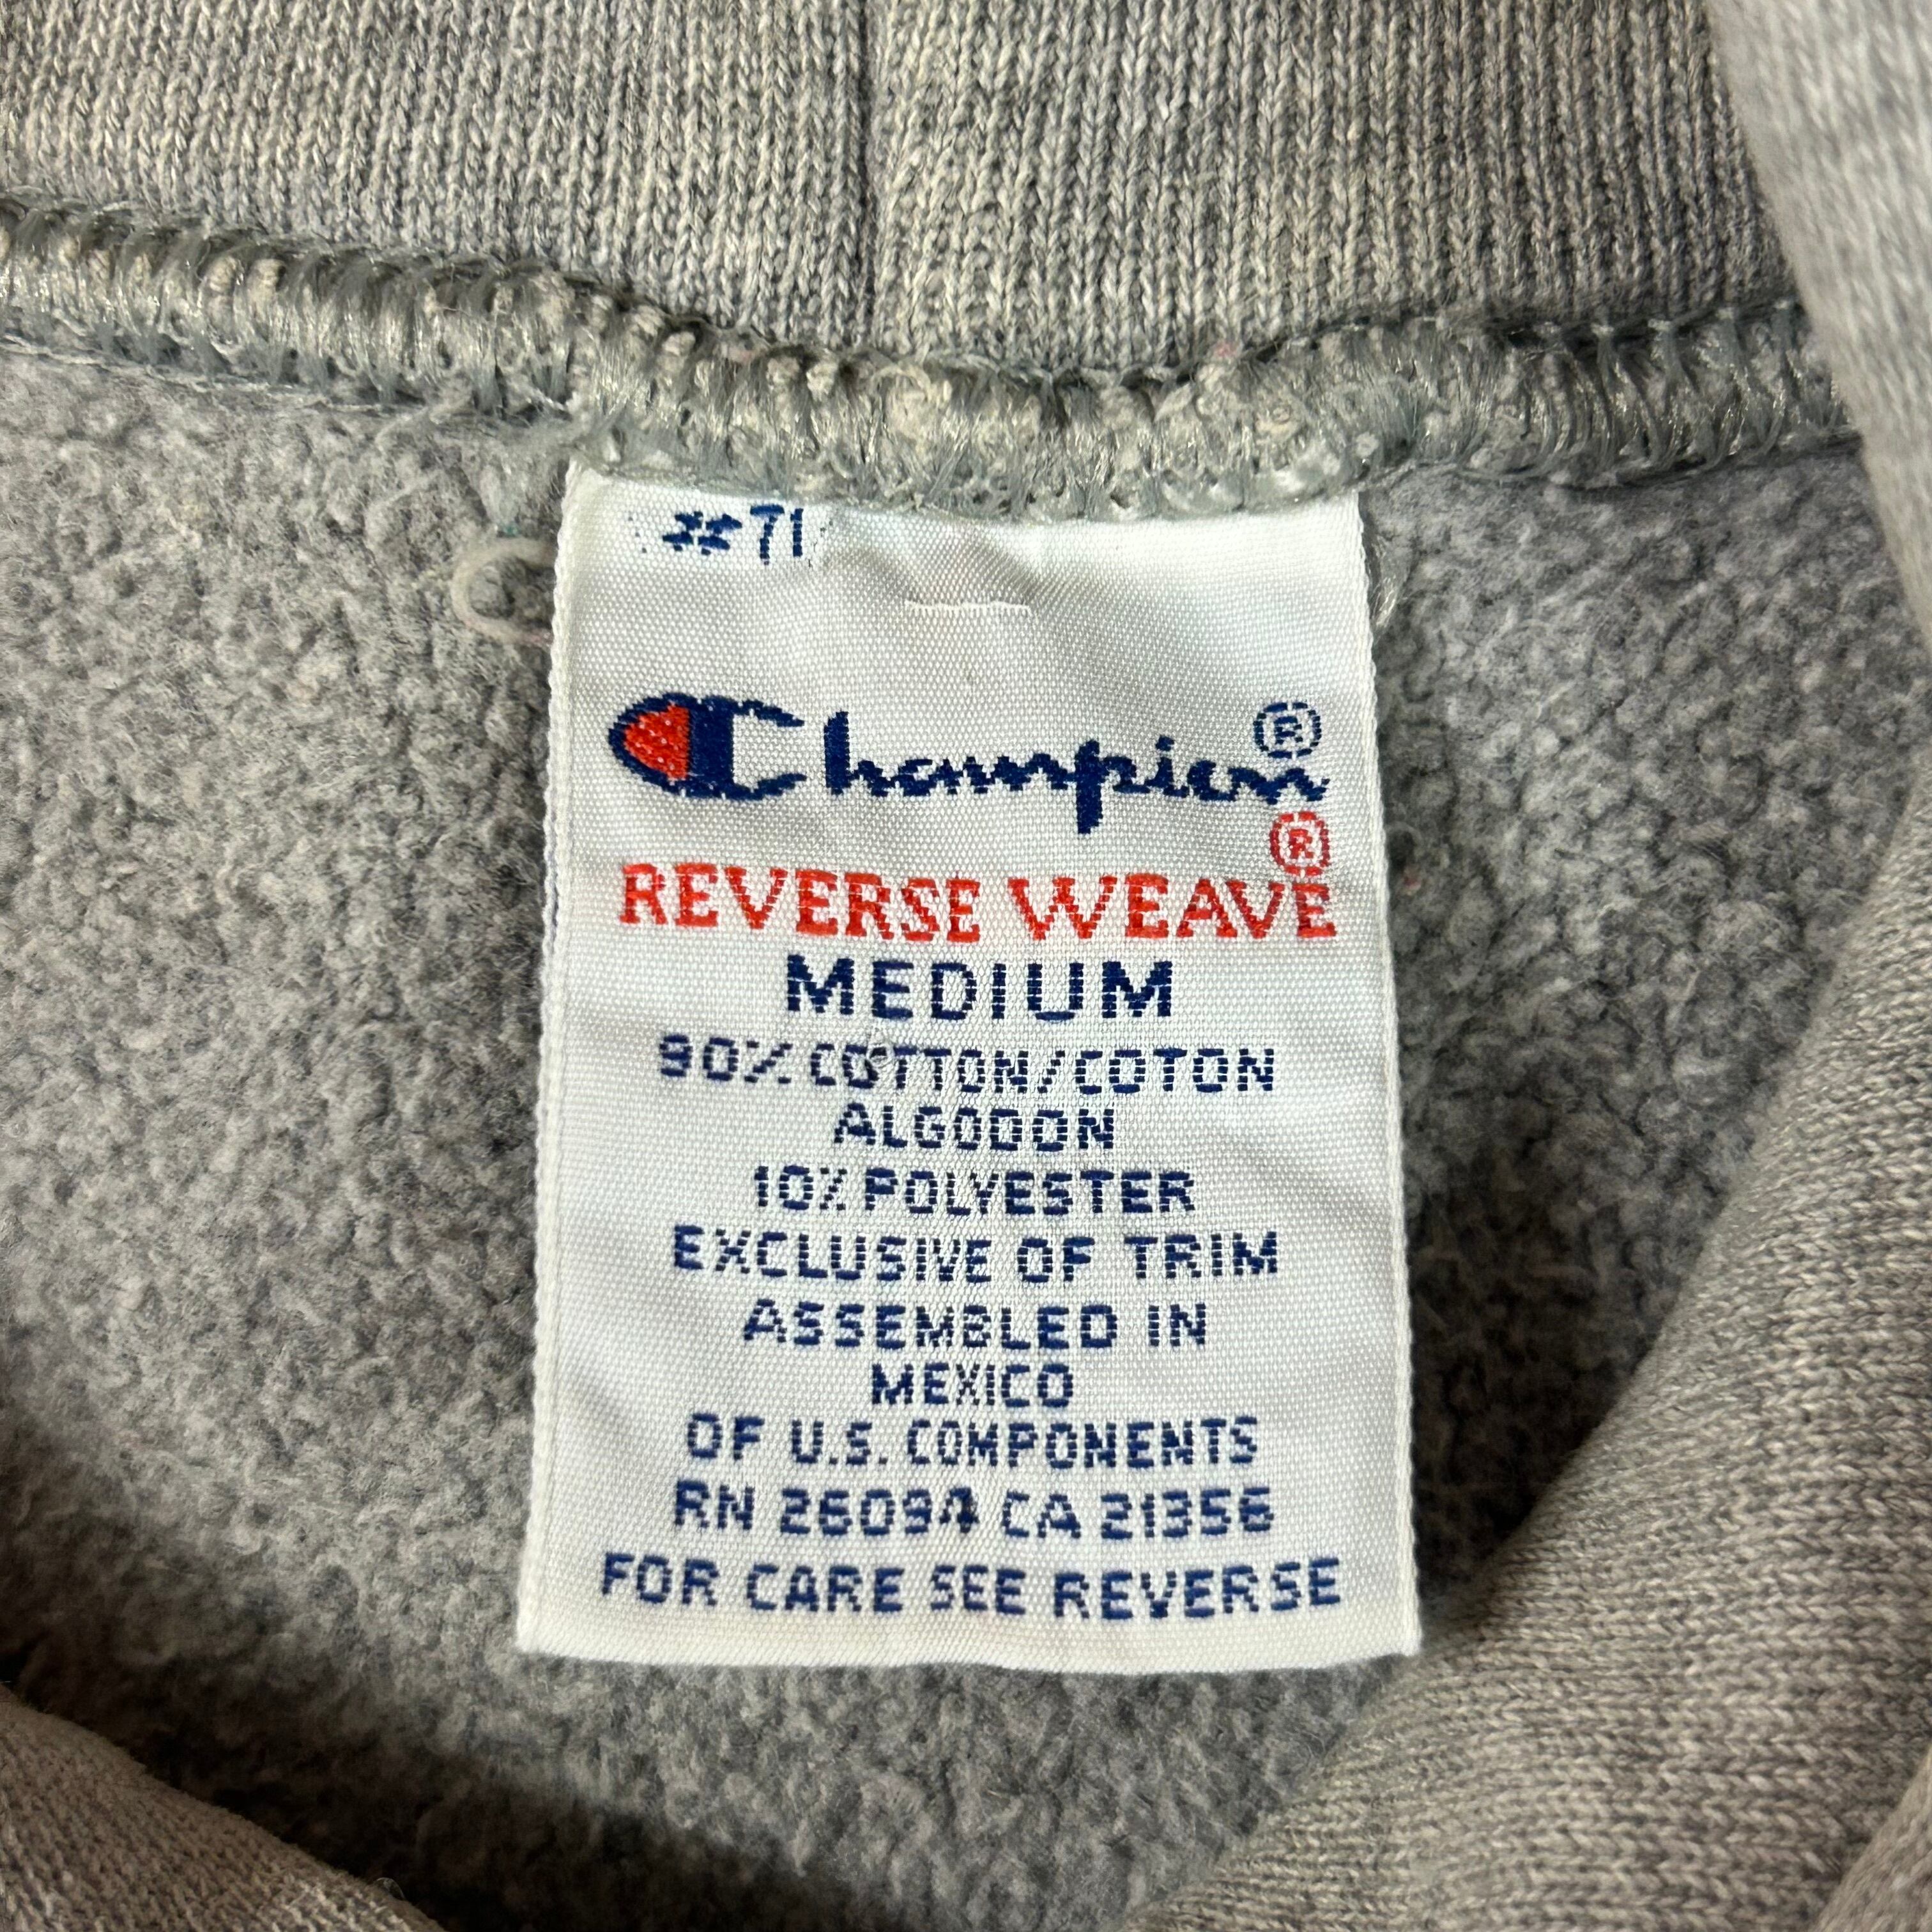 #71
Champion®
REVERSE WEAVE®
MEDIUM
90% COTTON/COTON
ALGODON
10% POLYESTER
EXCLUSIVE OF TRIM
ASSEMBLED IN
MEXICO
OF U.S. COMPONENTS
RN 26094 CA 21356
FOR CARE SEE REVERSE